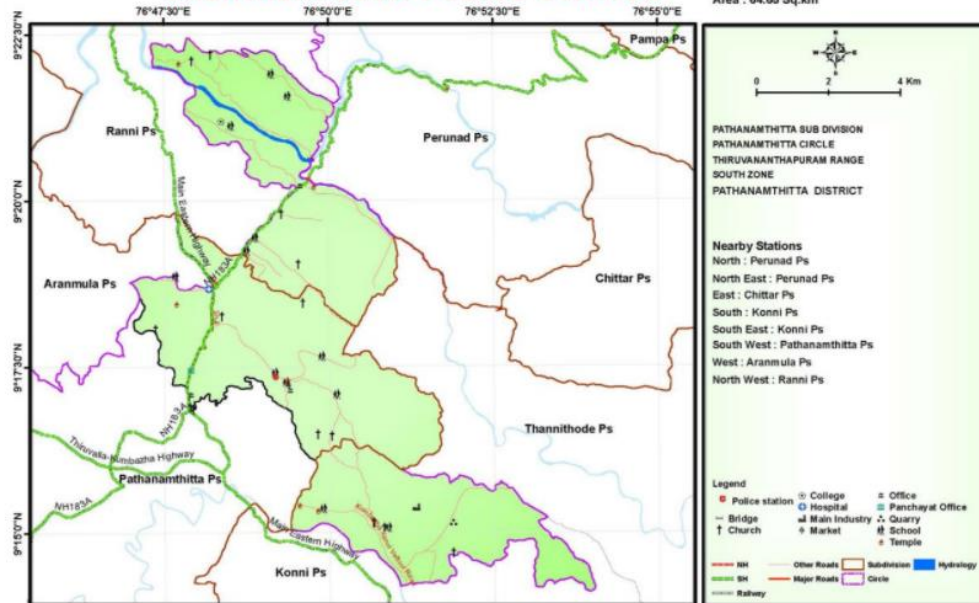 76°47'30"E
76°50'0"E
76°52'30"E
76°55'0"E
9°22'30"N
Pampa Ps
Ranni Ps
Perunad Ps
0 2 4 Km
PATHANAMTHITTA SUB DIVISION
PATHANAMTHITTA CIRCLE
THIRUVANANTHAPURAM RANGE
SOUTH ZONE
PATHANAMTHITTA DISTRICT
Main Eastern Highway
9°20'0"N
NH183A
Aranmula Ps
Chittar Ps
Nearby Stations
North : Perunad Ps
North East : Perunad Ps
East : Chittar Ps
South : Konni Ps
South East : Konni Ps
South West : Pathanamthitta Ps
West : Aranmula Ps
North West : Ranni Ps
9°17'30"N
NH183A
Thannithode Ps
Thiruvalla-Kumbazha Highway
Pathanamthitta Ps
NH183A
9°15'0"N
Main Eastern Highway
Konni Ps
Legend
Police station
College
Office
Hospital
Panchayat Office
Bridge
Main Industry
Quarry
Church
Market
School
Temple
NH
Other Roads
Subdivision
Hydrology
SH
Major Roads
Circle
Railway